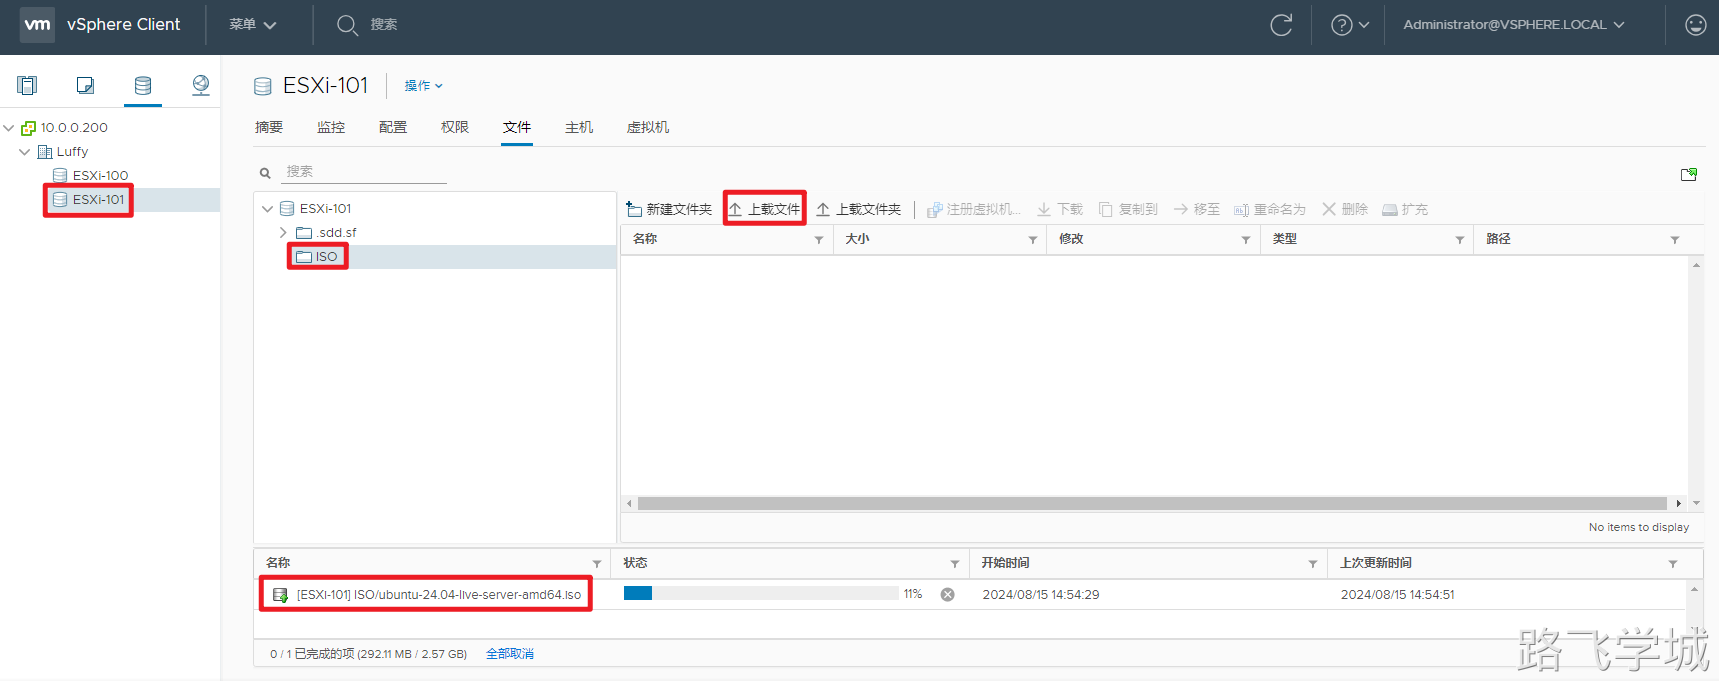 vm vSphere Client 菜单 搜索 Administrator@VSPHERE.LOCAL
10.0.0.200
Luffy
ESXi-100
ESXi-101
ESXi-101 操作
摘要 监控 配置 权限 文件 主机 虚拟机
搜索
ESXi-101
.sdd.sf
ISO
新建文件夹 上载文件 上载文件夹 注册虚拟机... 下载 复制到 移至 重命名为 删除 扩充
名称 大小 修改 类型 路径
No items to display
名称 状态 开始时间 上次更新时间
[ESXi-101] ISO/ubuntu-24.04-live-server-amd64.iso 11% 2024/08/15 14:54:29 2024/08/15 14:54:51
0 / 1 已完成的项 (292.11 MB / 2.57 GB) 全部取消
路飞学城